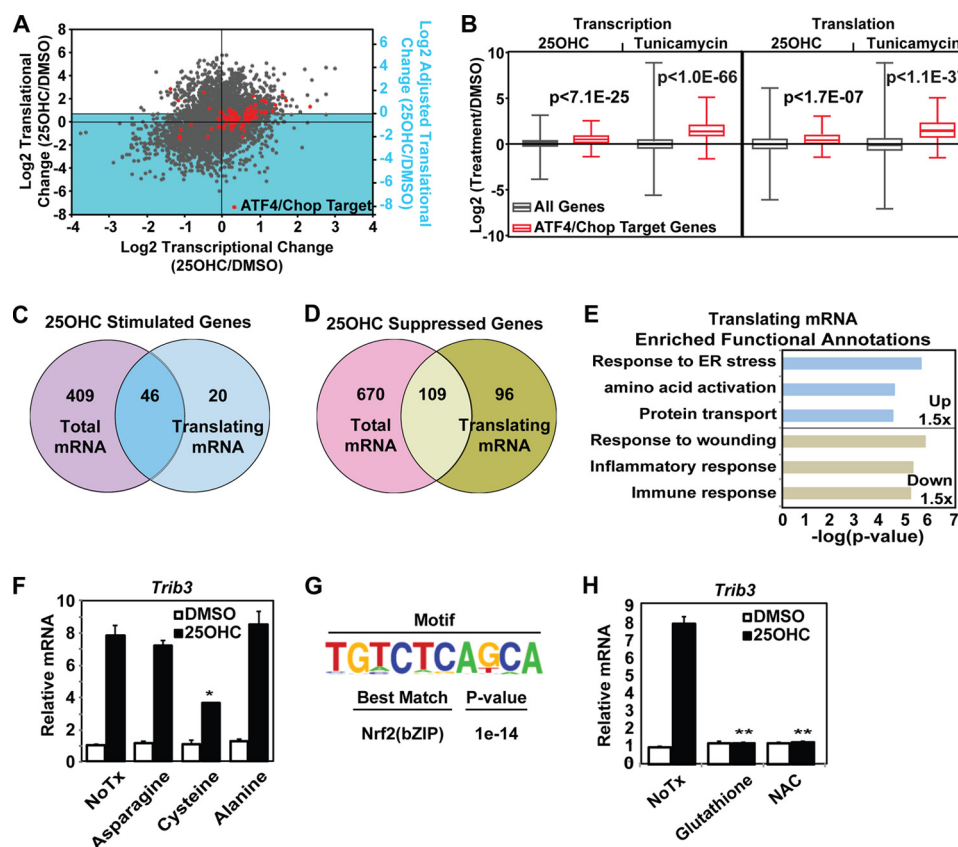 A
8
6
4
2
0
-2
-4
-6
-8
Log2 Translational
Change (25OHC/DMSO)
6
4
2
0
-2
-4
-6
-8
Log2 Adjusted Translational
Change (25OHC/DMSO)
ATF4/Chop Target
-4 -3 -2 -1 0 1 2 3 4
Log2 Transcriptional Change
(25OHC/DMSO)
B
Transcription Translation
25OHC Tunicamycin 25OHC Tunicamycin
10
5
0
-5
-10
Log2 (Treatment/DMSO)
p<7.1E-25
p<1.0E-66
p<1.7E-07
All Genes
ATF4/Chop Target Genes
C
25OHC Stimulated Genes
409 46 20
Total Translating
mRNA mRNA
D
25OHC Suppressed Genes
670 109 96
Total Translating
mRNA mRNA
E
Translating mRNA
Enriched Functional Annotations
Response to ER stress
amino acid activation
Protein transport
Up
1.5x
Response to wounding
Inflammatory response
Immune response
Down
1.5x
0 1 2 3 4 5 6 7
-log(p-value)
F
Trib3
10
8
6
4
2
0
Relative mRNA
DMSO
25OHC
*
NoTx
Asparagine
Cysteine
Alanine
G
Motif
TGTCTCAGCA
Best Match P-value
Nrf2(bZIP) 1e-14
H
Trib3
9
8
7
6
5
4
3
2
1
0
Relative mRNA
DMSO
25OHC
** **
NoTx
Glutathione
NAC